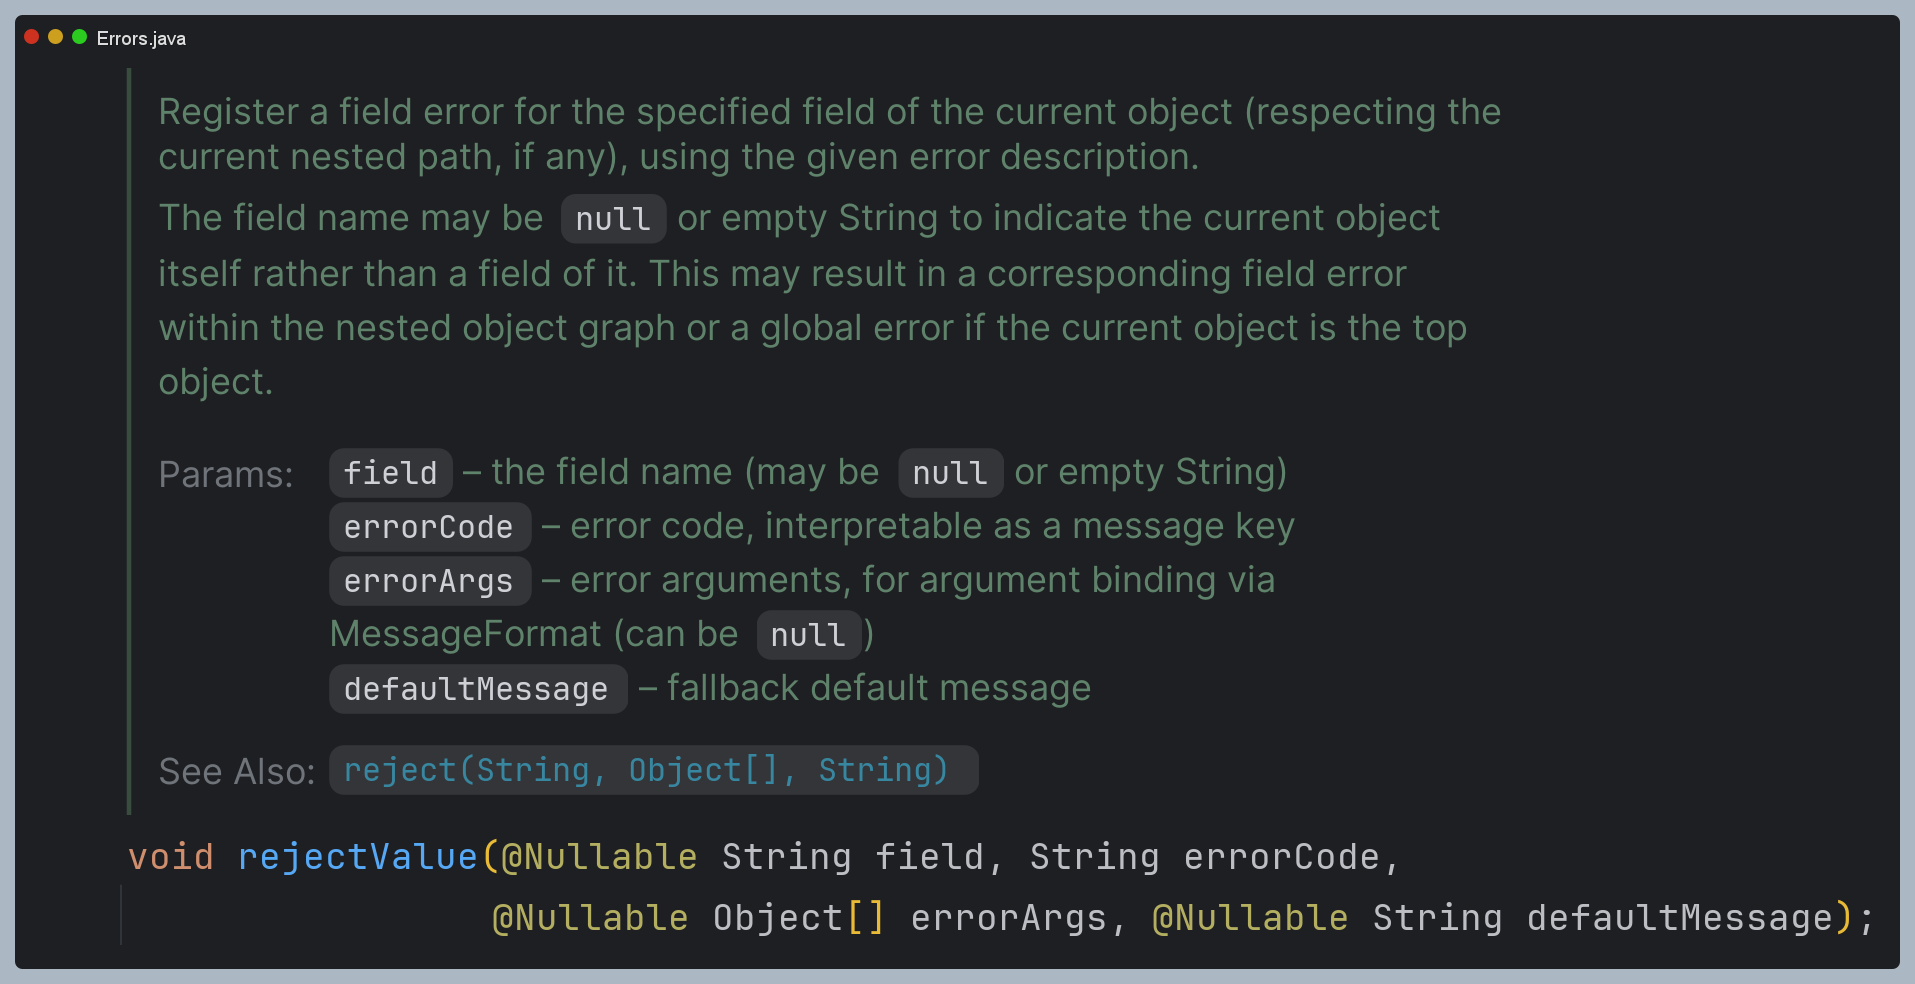 Errors.java
Register a field error for the specified field of the current object (respecting the
current nested path, if any), using the given error description.
The field name may be null or empty String to indicate the current object
itself rather than a field of it. This may result in a corresponding field error
within the nested object graph or a global error if the current object is the top
object.
Params: field – the field name (may be null or empty String)
errorCode – error code, interpretable as a message key
errorArgs – error arguments, for argument binding via
MessageFormat (can be null)
defaultMessage – fallback default message
See Also: reject(String, Object[], String)
void rejectValue(@Nullable String field, String errorCode,
@Nullable Object[] errorArgs, @Nullable String defaultMessage);